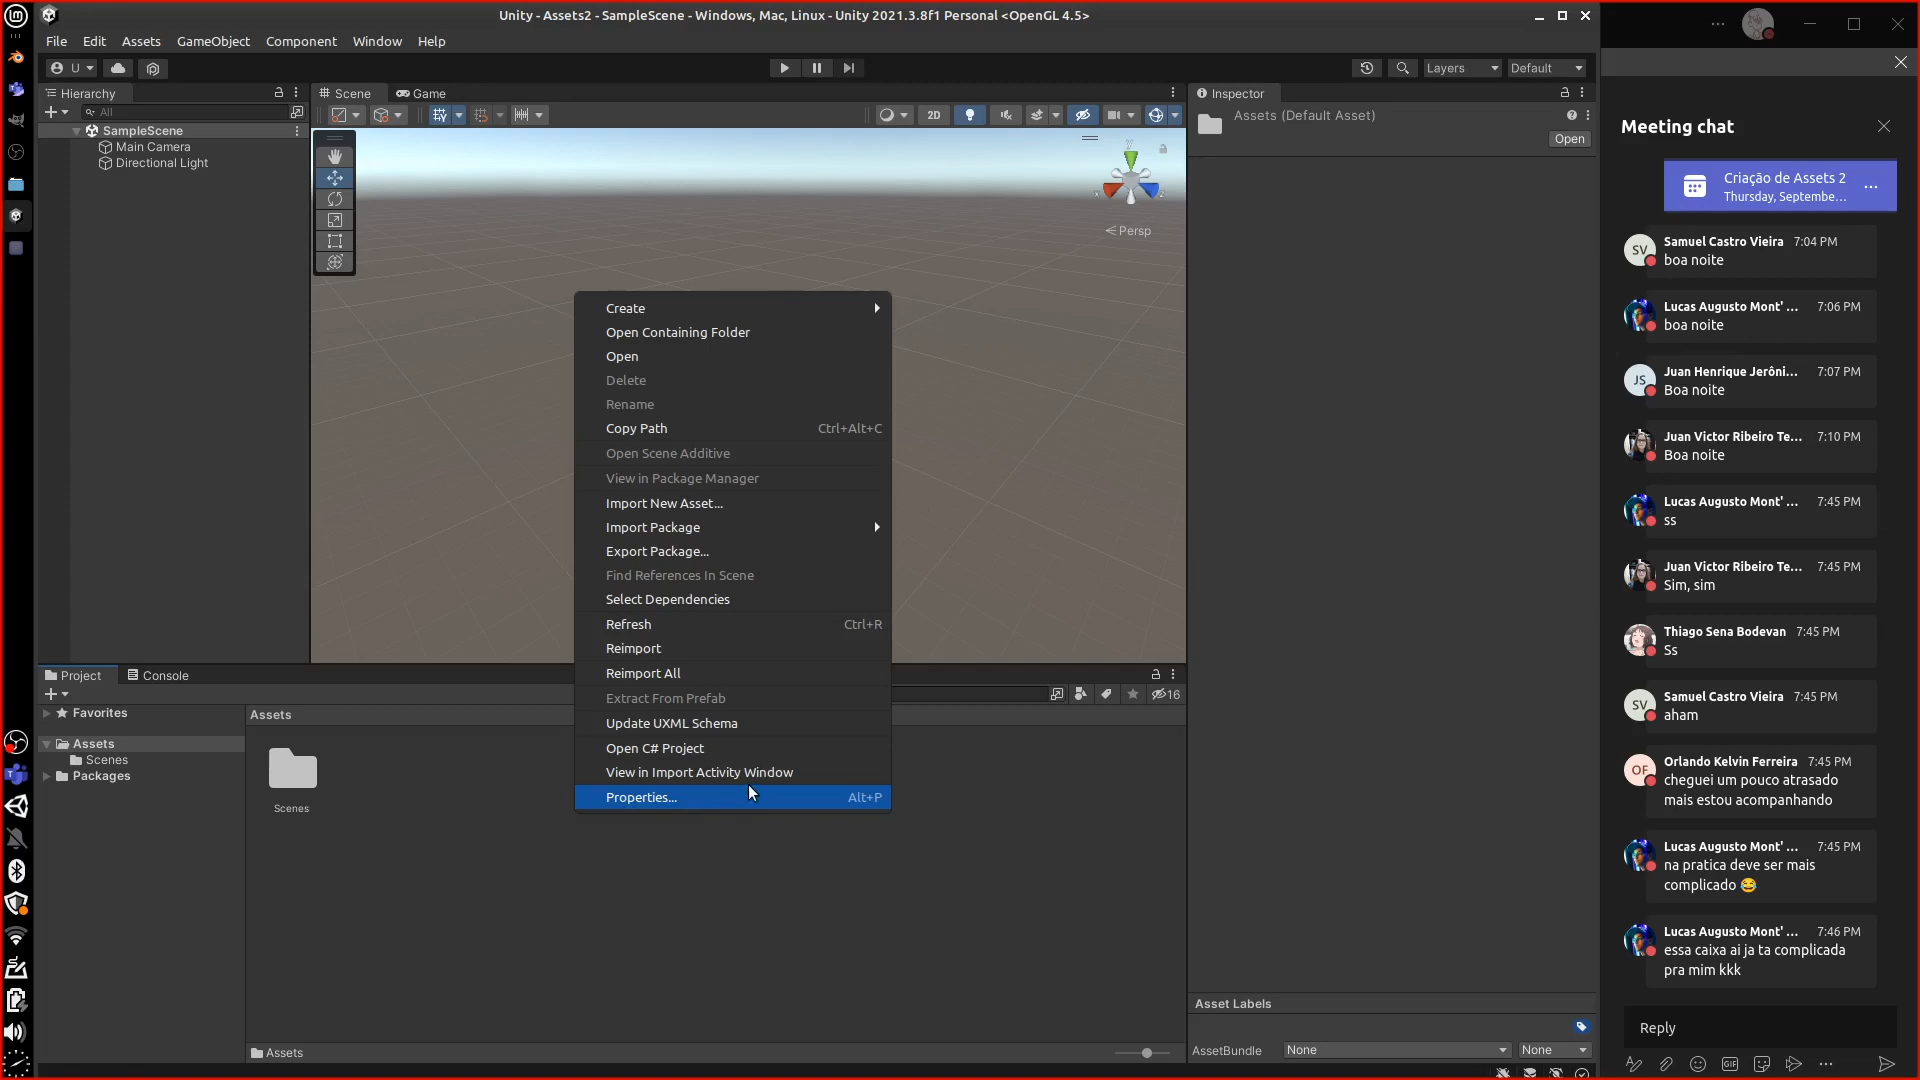 Unity - Assets2 - SampleScene - Windows, Mac, Linux - Unity 2021.3.8f1 Personal <OpenGL 4.5>
File Edit Assets GameObject Component Window Help
U
Layers Default
Hierarchy
All
SampleScene
Main Camera
Directional Light
Scene Game
2D
Y
Persp
Inspector
Assets (Default Asset)
Open
Create
Open Containing Folder
Open
Delete
Rename
Copy Path Ctrl+Alt+C
Open Scene Additive
View in Package Manager
Import New Asset...
Import Package
Export Package...
Find References In Scene
Select Dependencies
Refresh Ctrl+R
Reimport
Reimport All
Extract From Prefab
Update UXML Schema
Open C# Project
View in Import Activity Window
Properties... Alt+P
Project Console
16
Favorites
Assets
Scenes
Packages
Assets
Scenes
Assets
Asset Labels
AssetBundle None None
Meeting chat
Criação de Assets 2
Thursday, Septembe...
SV
Samuel Castro Vieira 7:04 PM
boa noite
Lucas Augusto Mont' ... 7:06 PM
boa noite
JS
Juan Henrique Jerôni... 7:07 PM
Boa noite
Juan Victor Ribeiro Te... 7:10 PM
Boa noite
Lucas Augusto Mont' ... 7:45 PM
ss
Juan Victor Ribeiro Te... 7:45 PM
Sim, sim
Thiago Sena Bodevan 7:45 PM
Ss
SV
Samuel Castro Vieira 7:45 PM
aham
OF
Orlando Kelvin Ferreira 7:45 PM
cheguei um pouco atrasado
mais estou acompanhando
Lucas Augusto Mont' ... 7:45 PM
na pratica deve ser mais
complicado 😂
Lucas Augusto Mont' ... 7:46 PM
essa caixa ai ja ta complicada
pra mim kkk
Reply
GIF